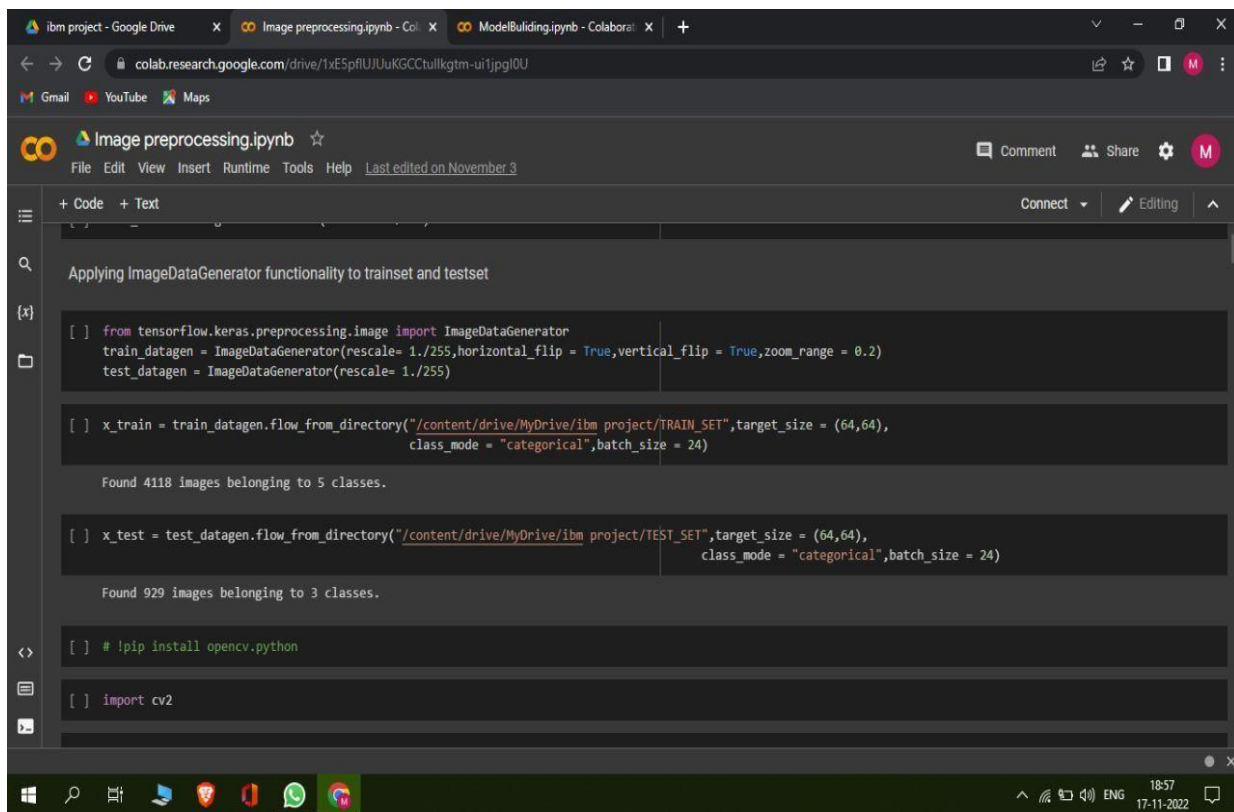 ibm project - Google Drive
Image preprocessing.ipynb - Col
ModelBuliding.ipynb - Colaborat
colab.research.google.com/drive/1xE5pflUJUuKGCCtullkgtm-ui1jpgl0U
M
Gmail YouTube Maps
Image preprocessing.ipynb
File Edit View Insert Runtime Tools Help Last edited on November 3
Comment Share M
+ Code + Text
Connect Editing
Applying ImageDataGenerator functionality to trainset and testset
{x}
[ ] from tensorflow.keras.preprocessing.image import ImageDataGenerator
train_datagen = ImageDataGenerator(rescale= 1./255,horizontal_flip = True,vertical_flip = True,zoom_range = 0.2)
test_datagen = ImageDataGenerator(rescale= 1./255)
[ ] x_train = train_datagen.flow_from_directory("/content/drive/MyDrive/ibm project/TRAIN_SET",target_size = (64,64),
class_mode = "categorical",batch_size = 24)
Found 4118 images belonging to 5 classes.
[ ] x_test = test_datagen.flow_from_directory("/content/drive/MyDrive/ibm project/TEST_SET",target_size = (64,64),
class_mode = "categorical",batch_size = 24)
Found 929 images belonging to 3 classes.
[ ] # !pip install opencv.python
[ ] import cv2
ENG
18:57
17-11-2022